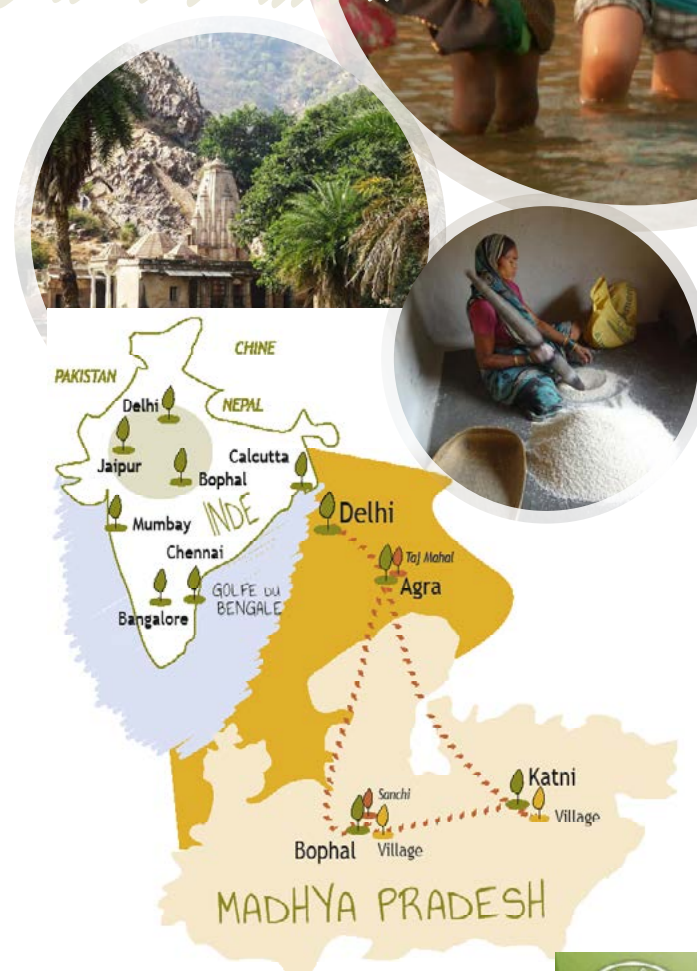 CHINE
PAKISTAN
Delhi
NEPAL
Jaipur
Bophal
Calcutta
INDE
Mumbay
Chennai
GOLFE DU
BENGALE
Bangalore
Delhi
Taj Mahal
Agra
Katni
Village
Sanchi
Bophal
Village
MADHYA PRADESH